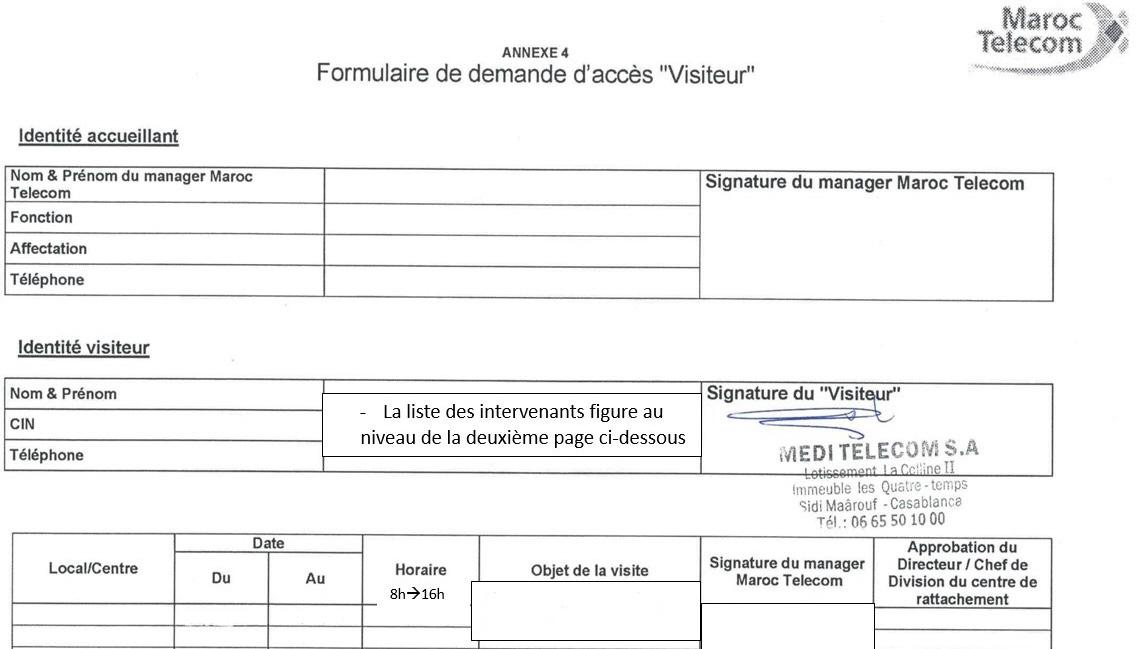 Maroc
Telecom
ANNEXE 4
Formulaire de demande d'accès "Visiteur"
Identité accueillant
Nom & Prénom du manager Maroc
Telecom
Signature du manager Maroc Telecom
Fonction
Affectation
Téléphone
Identité visiteur
Nom & Prénom
Signature du "Visiteur"
- La liste des intervenants figure au
niveau de la deuxième page ci-dessous
CIN
Téléphone
MEDI TELECOM S.A
Lotissement La Colline II
Immeuble les Quatre-temps
Sidi Maârouf - Casablanca
Tél.: 06 65 50 10 00
Local/Centre
Date
Du
Au
Horaire
8h→16h
Objet de la visite
Signature du manager
Maroc Telecom
Approbation du
Directeur / Chef de
Division du centre de
rattachement